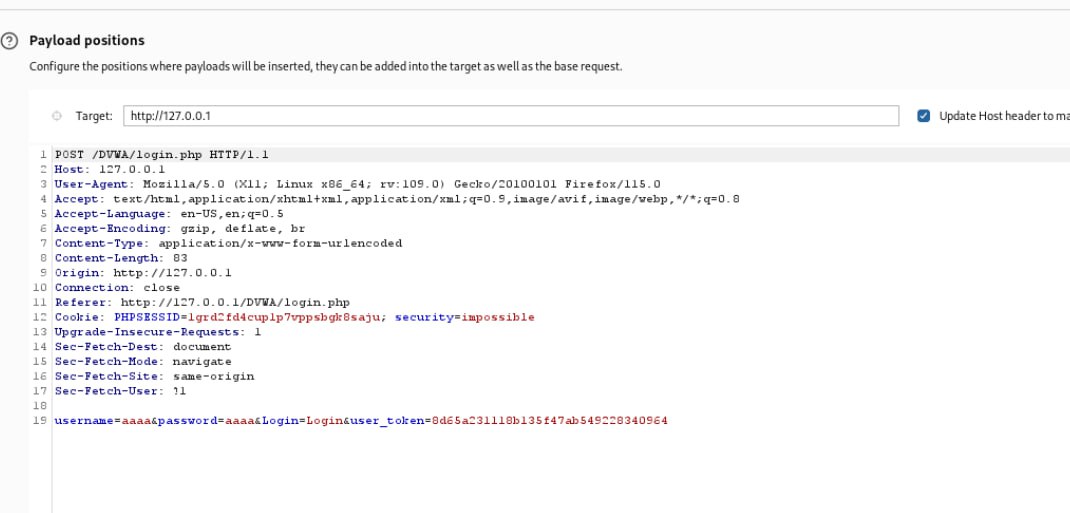 Payload positions
Configure the positions where payloads will be inserted, they can be added into the target as well as the base request.
Target: http://127.0.0.1 Update Host header to ma
1 POST /DVWA/login.php HTTP/1.1
2 Host: 127.0.0.1
3 User-Agent: Mozilla/5.0 (X11; Linux x86_64; rv:109.0) Gecko/20100101 Firefox/115.0
4 Accept: text/html,application/xhtml+xml,application/xml;q=0.9,image/avif,image/webp,*/*;q=0.8
5 Accept-Language: en-US,en;q=0.5
6 Accept-Encoding: gzip, deflate, br
7 Content-Type: application/x-www-form-urlencoded
8 Content-Length: 83
9 Origin: http://127.0.0.1
10 Connection: close
11 Referer: http://127.0.0.1/DVWA/login.php
12 Cookie: PHPSESSID=lgrd2fd4cuplp7vppsbgk8saju; security=impossible
13 Upgrade-Insecure-Requests: 1
14 Sec-Fetch-Dest: document
15 Sec-Fetch-Mode: navigate
16 Sec-Fetch-Site: same-origin
17 Sec-Fetch-User: ?1
18
19 username=aaaa&password=aaaa&Login=Login&user_token=8d65a231118b135f47ab549228340964